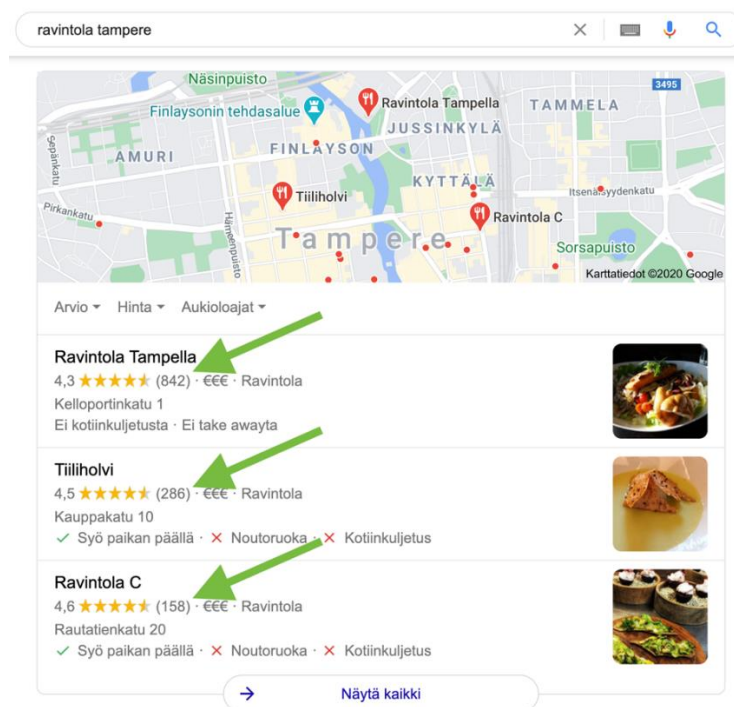 ravintola tampere
3495
Näsinpuisto
Ravintola Tampella
TAMMELA
Finlaysonin tehdasalue
JUSSINKYLÄ
Sepänkatu
AMURI
FINLAYSON
KYTTÄLÄ
Itsenäisyydenkatu
Tiiliholvi
Pirkankatu
Hämeenpuisto
Ravintola C
Tampere
Sorsapuisto
Karttatiedot ©2020 Google
Arvio Hinta Aukioloajat
Ravintola Tampella
4,3 ★★★★★ (842) · €€€ · Ravintola
Kelloportinkatu 1
Ei kotiinkuljetusta · Ei take awayta
Tiiliholvi
4,5 ★★★★★ (286) · €€€ · Ravintola
Kauppakatu 10
✓ Syö paikan päällä · ✕ Noutoruoka · ✕ Kotiinkuljetus
Ravintola C
4,6 ★★★★★ (158) · €€€ · Ravintola
Rautatienkatu 20
✓ Syö paikan päällä · ✕ Noutoruoka · ✕ Kotiinkuljetus
→ Näytä kaikki